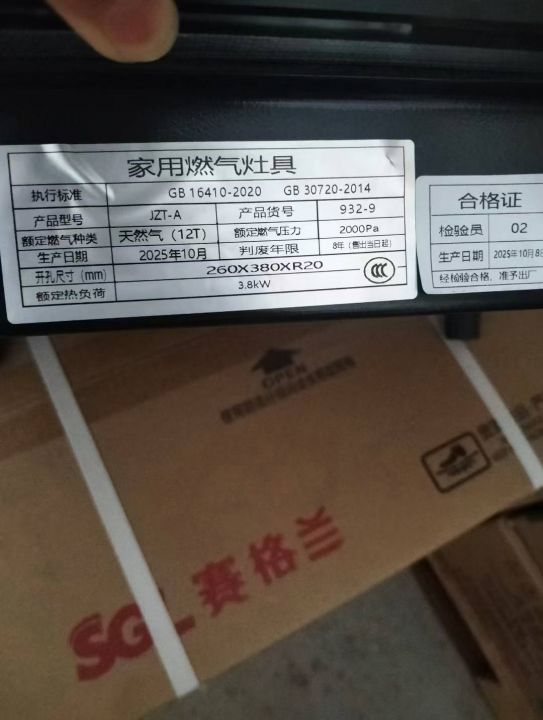 家用燃气灶具
执行标准 GB 16410-2020 GB 30720-2014
产品型号 JZT-A 产品货号 932-9
额定燃气种类 天然气（12T） 额定燃气压力 2000Pa
生产日期 2025年10月 判废年限 8年（售出当日起）
开孔尺寸（mm） 260X380XR20
额定热负荷 3.8kW
CCC
合格证
检验员 02
生产日期 2025年10月8日
经检验合格，准予出厂
OPEN
SGL 赛格兰